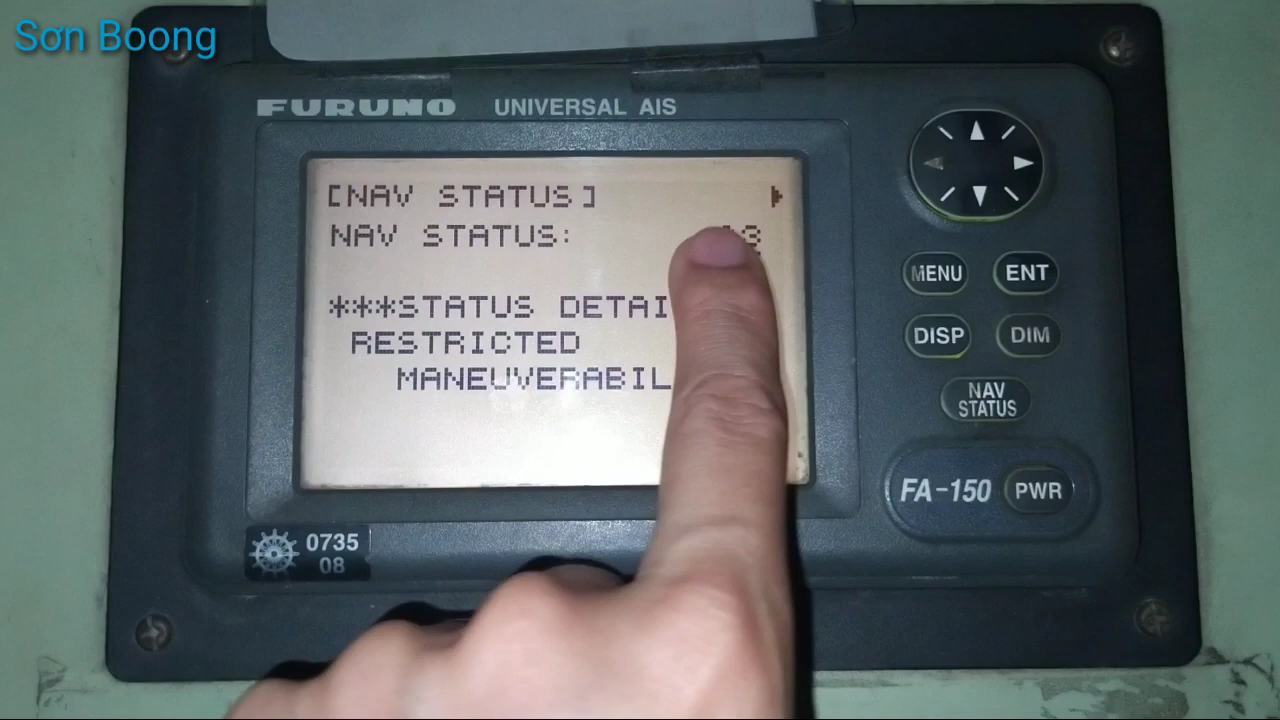 Sơn Boong
FURUNO UNIVERSAL AIS
[NAV STATUS]
NAV STATUS: 03
***STATUS DETAI
RESTRICTED
MANEUVERABIL
MENU ENT
DISP DIM
NAV
STATUS
FA-150 PWR
0735
08